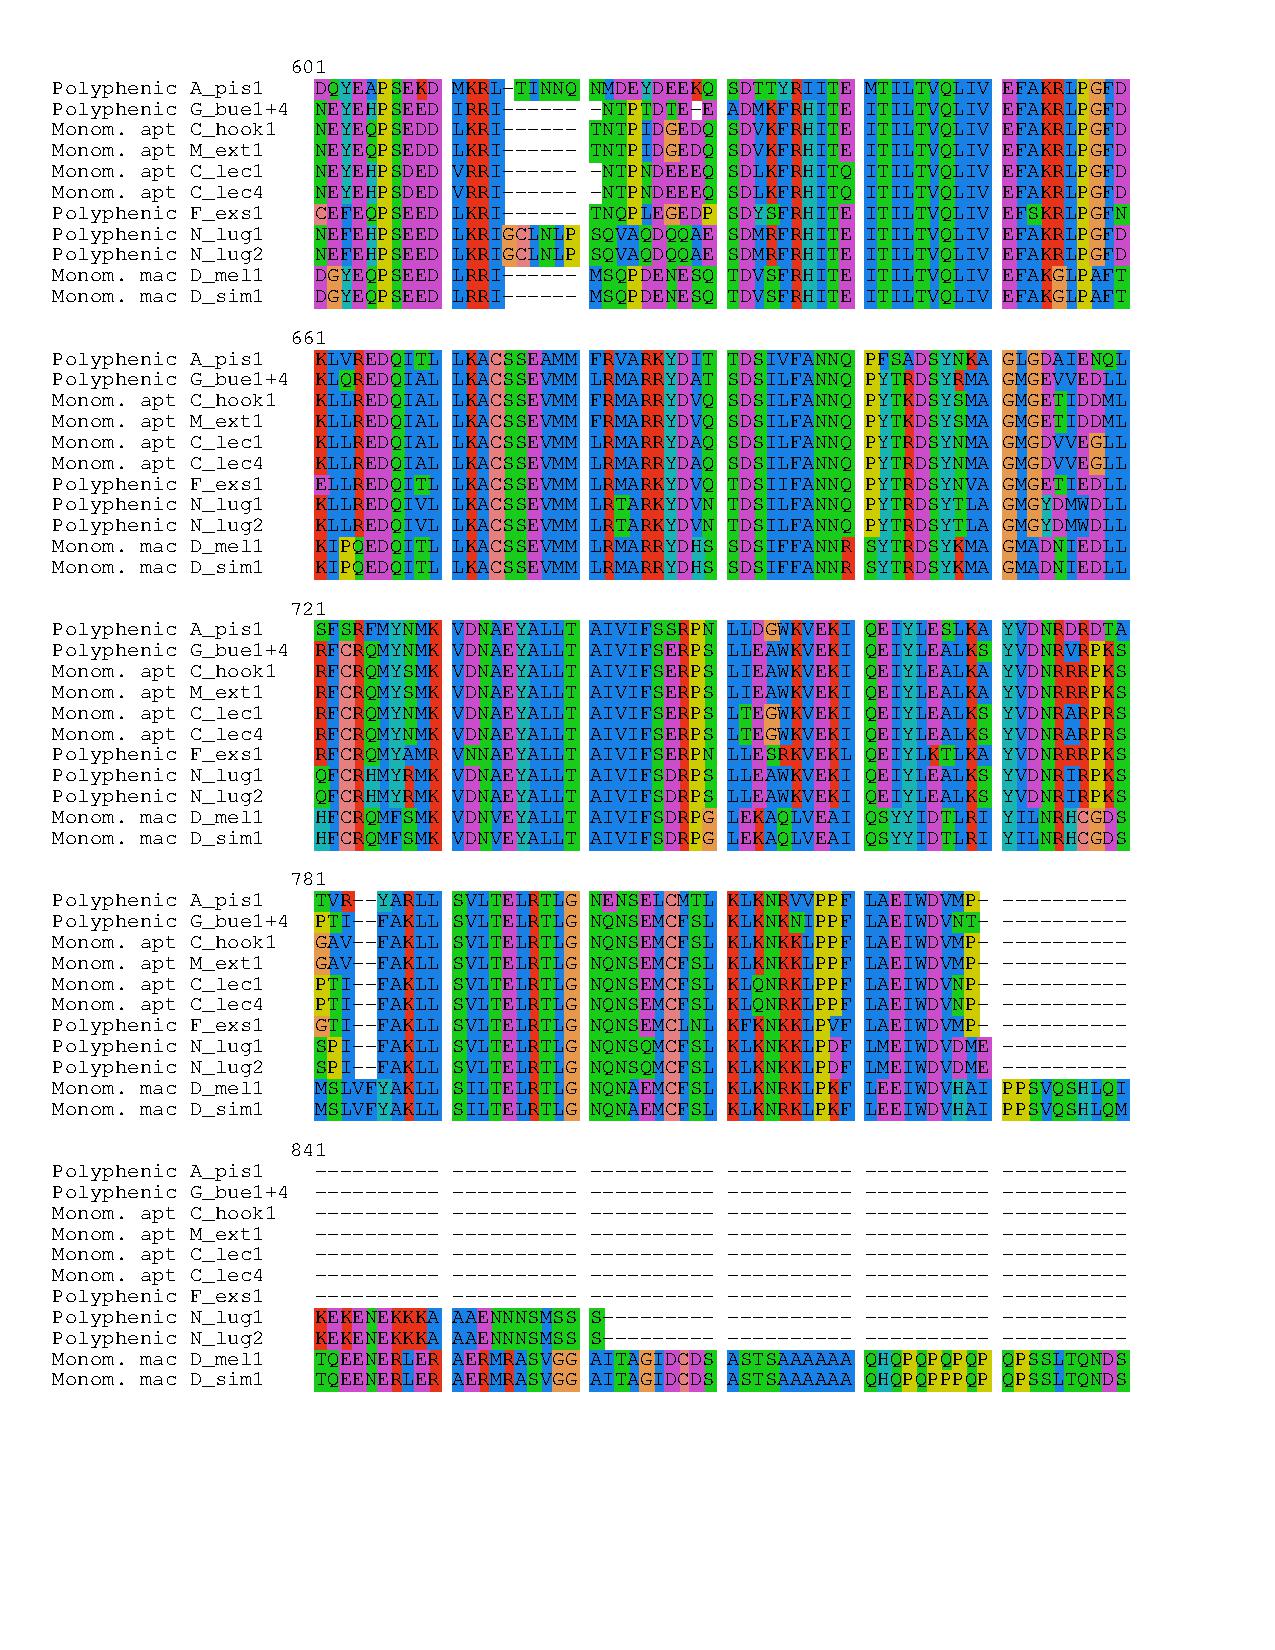 601
Polyphenic A_pis1 DQYEAPSEKD MKRL-TINNQ NMDEYDEEKQ SDTTYRIITE MTILTVQLIV EFAKRLPGFD
Polyphenic G_bue1+4 NEYEHPSEED IRRI------ -NTPTDTE-E ADMKFRHITE ITILTVQLIV EFAKRLPGFD
Monom. apt C_hook1 NEYEQPSEDD LKRI------ TNTPIDGEDQ SDVKFRHITE ITILTVQLIV EFAKRLPGFD
Monom. apt M_ext1 NEYEQPSEDD LKRI------ TNTPIDGEDQ SDVKFRHITE ITILTVQLIV EFAKRLPGFD
Monom. apt C_lec1 NEYEHPSDED VRRI------ -NTPNDEEEQ SDLKFRHITQ ITILTVQLIV EFAKRLPGFD
Monom. apt C_lec4 NEYEHPSDED VRRI------ -NTPNDEEEQ SDLKFRHITQ ITILTVQLIV EFAKRLPGFD
Polyphenic F_exs1 CEFEQPSEED LKRI------ TNQPLEGEDP SDYSFRHITE ITILTVQLIV EFSKRLPGFN
Polyphenic N_lug1 NEFEHPSEED LKRIGCLNLP SQVAQDQQAE SDMRFRHITE ITILTVQLIV EFAKRLPGFD
Polyphenic N_lug2 NEFEHPSEED LKRIGCLNLP SQVAQDQQAE SDMRFRHITE ITILTVQLIV EFAKRLPGFD
Monom. mac D_mel1 DGYEQPSEED LRRI------ MSQPDENESQ TDVSFRHITE ITILTVQLIV EFAKGLPAFT
Monom. mac D_sim1 DGYEQPSEED LRRI------ MSQPDENESQ TDVSFRHITE ITILTVQLIV EFAKGLPAFT
661
Polyphenic A_pis1 KLVREDQITL LKACSSEAMM FRVARKYDIT TDSIVFANNQ PFSADSYNKA GLGDAIENQL
Polyphenic G_bue1+4 KLQREDQIAL LKACSSEVMM LRMARRYDAT SDSILFANNQ PYTRDSYRMA GMGEVVEDLL
Monom. apt C_hook1 KLLREDQIAL LKACSSEVMM FRMARRYDVQ SDSILFANNQ PYTKDSYSMA GMGETIDDML
Monom. apt M_ext1 KLLREDQIAL LKACSSEVMM FRMARRYDVQ SDSILFANNQ PYTKDSYSMA GMGETIDDML
Monom. apt C_lec1 KLLREDQIAL LKACSSEVMM LRMARRYDAQ SDSILFANNQ PYTRDSYNMA GMGDVVEGLL
Monom. apt C_lec4 KLLREDQIAL LKACSSEVMM LRMARRYDAQ SDSILFANNQ PYTRDSYNMA GMGDVVEGLL
Polyphenic F_exs1 ELLREDQITL LKACSSEVMM LRMARKYDVQ TDSIIFANNQ PYTRDSYNVA GMGETIEDLL
Polyphenic N_lug1 KLLREDQIVL LKACSSEVMM LRTARKYDVN TDSILFANNQ PYTRDSYTLA GMGYDMWDLL
Polyphenic N_lug2 KLLREDQIVL LKACSSEVMM LRTARKYDVN TDSILFANNQ PYTRDSYTLA GMGYDMWDLL
Monom. mac D_mel1 KIPQEDQITL LKACSSEVMM LRMARRYDHS SDSIFFANNR SYTRDSYKMA GMADNIEDLL
Monom. mac D_sim1 KIPQEDQITL LKACSSEVMM LRMARRYDHS SDSIFFANNR SYTRDSYKMA GMADNIEDLL
721
Polyphenic A_pis1 SFSRFMYNMK VDNAEYALLT AIVIFSSRPN LLDGWKVEKI QEIYLESLKA YVDNRDRDTA
Polyphenic G_bue1+4 RFCRQMYNMK VDNAEYALLT AIVIFSERPS LLEAWKVEKI QEIYLEALKS YVDNRVRPKS
Monom. apt C_hook1 RFCRQMYSMK VDNAEYALLT AIVIFSERPS LLEAWKVEKI QEIYLEALKA YVDNRRRPKS
Monom. apt M_ext1 RFCRQMYSMK VDNAEYALLT AIVIFSERPS LIEAWKVEKI QEIYLEALKA YVDNRRRPKS
Monom. apt C_lec1 RFCRQMYNMK VDNAEYALLT AIVIFSERPS LTEGWKVEKI QEIYLEALKS YVDNRARPRS
Monom. apt C_lec4 RFCRQMYNMK VDNAEYALLT AIVIFSERPS LTEGWKVEKI QEIYLEALKS YVDNRARPRS
Polyphenic F_exs1 RFCRQMYAMR VNNAEYALLT AIVIFSERPN LLESRKVEKL QEIYLKTLKA YVDNRRRPKS
Polyphenic N_lug1 QFCRHMYRMK VDNAEYALLT AIVIFSDRPS LLEAWKVEKI QEIYLEALKS YVDNRIRPKS
Polyphenic N_lug2 QFCRHMYRMK VDNAEYALLT AIVIFSDRPS LLEAWKVEKI QEIYLEALKS YVDNRIRPKS
Monom. mac D_mel1 HFCRQMFSMK VDNVEYALLT AIVIFSDRPG LEKAQLVEAI QSYYIDTLRI YILNRHCGDS
Monom. mac D_sim1 HFCRQMFSMK VDNVEYALLT AIVIFSDRPG LEKAQLVEAI QSYYIDTLRI YILNRHCGDS
781
Polyphenic A_pis1 TVR--YARLL SVLTELRTLG NENSELCMTL KLKNRVVPPF LAEIWDVMP- ----------
Polyphenic G_bue1+4 PTI--FAKLL SVLTELRTLG NQNSEMCFSL KLKNKNIPPF LAEIWDVNT- ----------
Monom. apt C_hook1 GAV--FAKLL SVLTELRTLG NQNSEMCFSL KLKNKKLPPF LAEIWDVMP- ----------
Monom. apt M_ext1 GAV--FAKLL SVLTELRTLG NQNSEMCFSL KLKNKKLPPF LAEIWDVMP- ----------
Monom. apt C_lec1 PTI--FAKLL SVLTELRTLG NQNSEMCFSL KLQNRKLPPF LAEIWDVNP- ----------
Monom. apt C_lec4 PTI--FAKLL SVLTELRTLG NQNSEMCFSL KLQNRKLPPF LAEIWDVNP- ----------
Polyphenic F_exs1 GTI--FAKLL SVLTELRTLG NQNSEMCLNL KFKNKKLPVF LAEIWDVMP- ----------
Polyphenic N_lug1 SPI--FAKLL SVLTELRTLG NQNSQMCFSL KLKNKKLPDF LMEIWDVDME ----------
Polyphenic N_lug2 SPI--FAKLL SVLTELRTLG NQNSQMCFSL KLKNKKLPDF LMEIWDVDME ----------
Monom. mac D_mel1 MSLVFYAKLL SILTELRTLG NQNAEMCFSL KLKNRKLPKF LEEIWDVHAI PPSVQSHLQI
Monom. mac D_sim1 MSLVFYAKLL SILTELRTLG NQNAEMCFSL KLKNRKLPKF LEEIWDVHAI PPSVQSHLQM
841
Polyphenic A_pis1 ---------- ---------- ---------- ---------- ---------- ----------
Polyphenic G_bue1+4 ---------- ---------- ---------- ---------- ---------- ----------
Monom. apt C_hook1 ---------- ---------- ---------- ---------- ---------- ----------
Monom. apt M_ext1 ---------- ---------- ---------- ---------- ---------- ----------
Monom. apt C_lec1 ---------- ---------- ---------- ---------- ---------- ----------
Monom. apt C_lec4 ---------- ---------- ---------- ---------- ---------- ----------
Polyphenic F_exs1 ---------- ---------- ---------- ---------- ---------- ----------
Polyphenic N_lug1 KEKENEKKKA AAENNNSMSS S--------- ---------- ---------- ----------
Polyphenic N_lug2 KEKENEKKKA AAENNNSMSS S--------- ---------- ---------- ----------
Monom. mac D_mel1 TQEENERLER AERMRASVGG AITAGIDCDS ASTSAAAAAA QHQPQPQPQP QPSSLTQNDS
Monom. mac D_sim1 TQEENERLER AERMRASVGG AITAGIDCDS ASTSAAAAAA QHQPQPPPQP QPSSLTQNDS